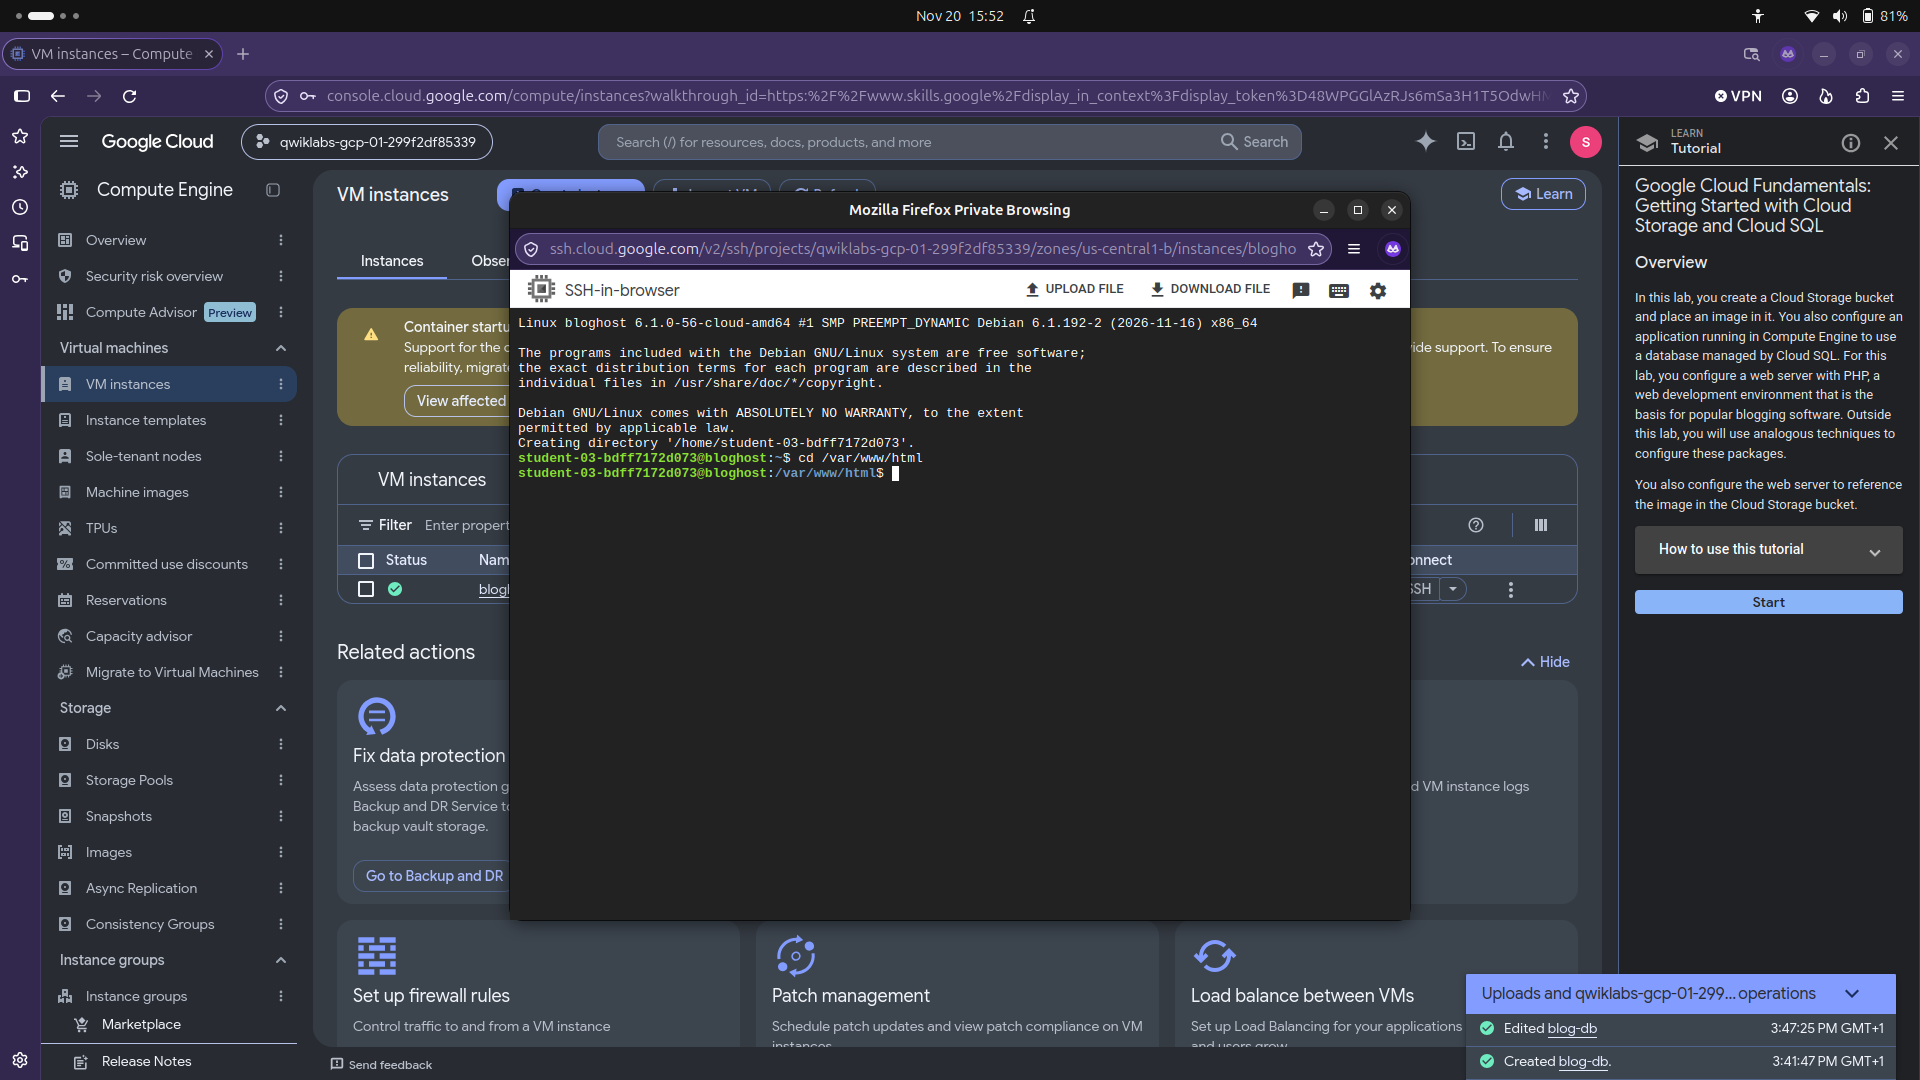 Nov 20 15:52
81%
VM instances – Compute
VPN
console.cloud.google.com/compute/instances?walkthrough_id=https:%2F%2Fwww.skills.google%2Fdisplay_in_context%3Fdisplay_token%3D48WPGGlAzRJs6mSa3H1T5OdwHM
Google Cloud
qwiklabs-gcp-01-299f2df85339
Search (/) for resources, docs, products, and more
Search
S
Compute Engine
Overview
Security risk overview
Compute Advisor
Preview
Virtual machines
VM instances
Instance templates
Sole-tenant nodes
Machine images
TPUs
Committed use discounts
Reservations
Capacity advisor
Migrate to Virtual Machines
Storage
Disks
Storage Pools
Snapshots
Images
Async Replication
Consistency Groups
Instance groups
Instance groups
Marketplace
Release Notes
VM instances
Learn
Instances
Obser
Container startu
Support for the c
reliability, migrat
ide support. To ensure
View affected
VM instances
Filter
Enter propert
Status
Nam
onnect
blogl
SSH
Related actions
Hide
Fix data protection
Assess data protection g
Backup and DR Service to
backup vault storage.
Go to Backup and DR
d VM instance logs
Set up firewall rules
Control traffic to and from a VM instance
Patch management
Schedule patch updates and view patch compliance on VM
instances
Load balance between VMs
Set up Load Balancing for your applications
and users grow
Send feedback
Mozilla Firefox Private Browsing
ssh.cloud.google.com/v2/ssh/projects/qwiklabs-gcp-01-299f2df85339/zones/us-central1-b/instances/blogho
SSH-in-browser
UPLOAD FILE
DOWNLOAD FILE
Linux bloghost 6.1.0-56-cloud-amd64 #1 SMP PREEMPT_DYNAMIC Debian 6.1.192-2 (2026-11-16) x86_64
The programs included with the Debian GNU/Linux system are free software;
the exact distribution terms for each program are described in the
individual files in /usr/share/doc/*/copyright.
Debian GNU/Linux comes with ABSOLUTELY NO WARRANTY, to the extent
permitted by applicable law.
Creating directory '/home/student-03-bdff7172d073'.
student-03-bdff7172d073@bloghost:~$ cd /var/www/html
student-03-bdff7172d073@bloghost:/var/www/html$
LEARN
Tutorial
Google Cloud Fundamentals:
Getting Started with Cloud
Storage and Cloud SQL
Overview
In this lab, you create a Cloud Storage bucket
and place an image in it. You also configure an
application running in Compute Engine to use
a database managed by Cloud SQL. For this
lab, you configure a web server with PHP, a
web development environment that is the
basis for popular blogging software. Outside
this lab, you will use analogous techniques to
configure these packages.
You also configure the web server to reference
the image in the Cloud Storage bucket.
How to use this tutorial
Start
Uploads and qwiklabs-gcp-01-299... operations
Edited blog-db
3:47:25 PM GMT+1
Created blog-db.
3:41:47 PM GMT+1